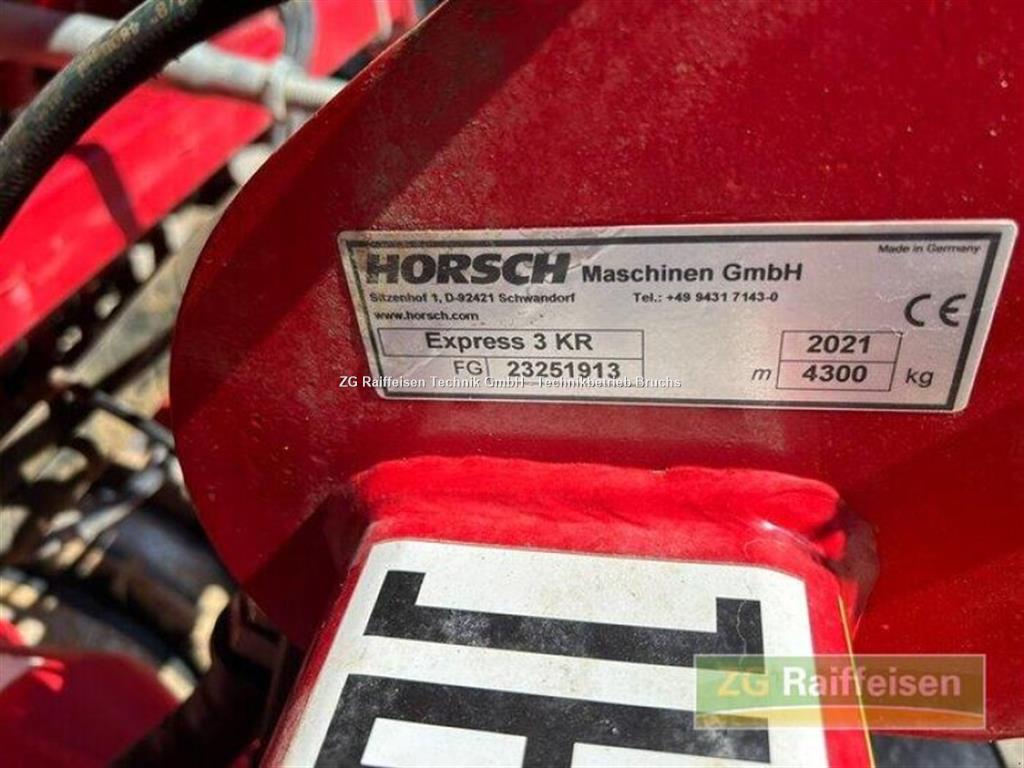 Made in Germany
HORSCH Maschinen GmbH
Sitzenhof 1, D-92421 Schwandorf Tel.: +49 9431 7143-0
www.horsch.com
CE
Express 3 KR 2021
FG 23251913 m 4300 kg
ZG Raiffeisen Technik GmbH - Technikbetrieb Bruchs
ZG Raiffeisen